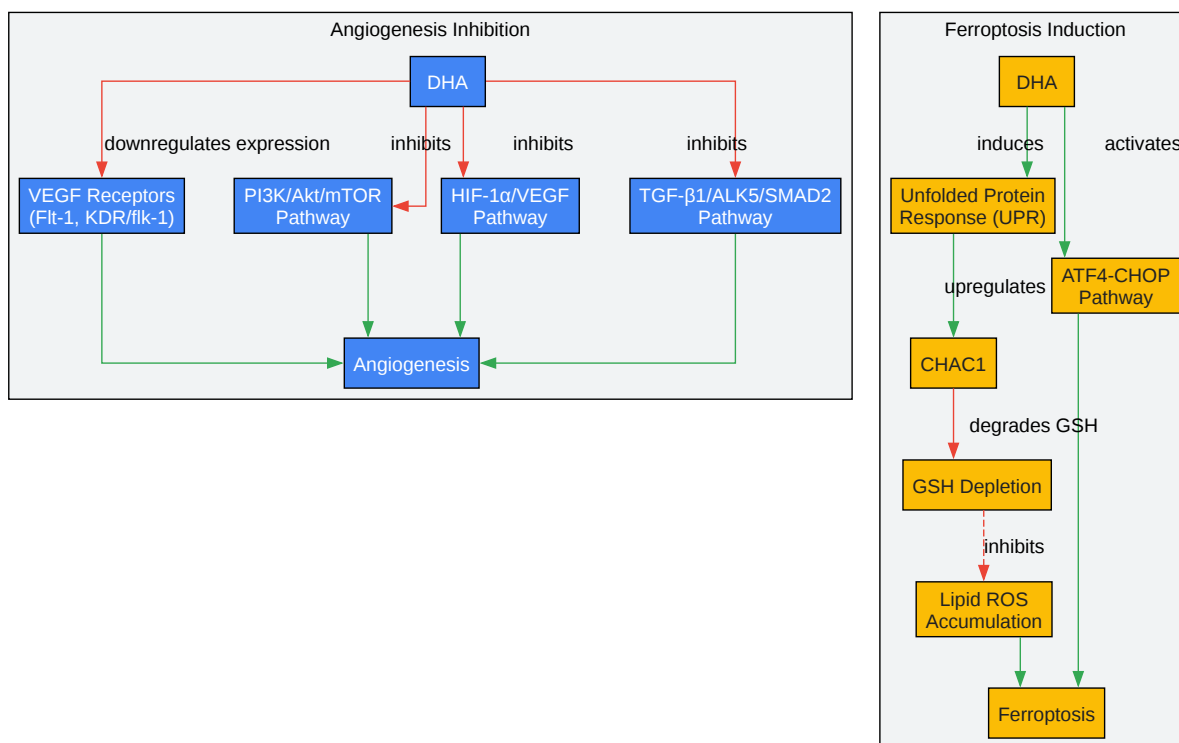 Angiogenesis Inhibition
DHA
downregulates expression
inhibits
inhibits
inhibits
VEGF Receptors
(Flt-1, KDR/flk-1)
PI3K/Akt/mTOR
Pathway
HIF-1α/VEGF
Pathway
TGF-β1/ALK5/SMAD2
Pathway
Angiogenesis
Ferroptosis Induction
DHA
induces
activates
Unfolded Protein
Response (UPR)
upregulates
ATF4-CHOP
Pathway
CHAC1
degrades GSH
GSH Depletion
inhibits
Lipid ROS
Accumulation
Ferroptosis